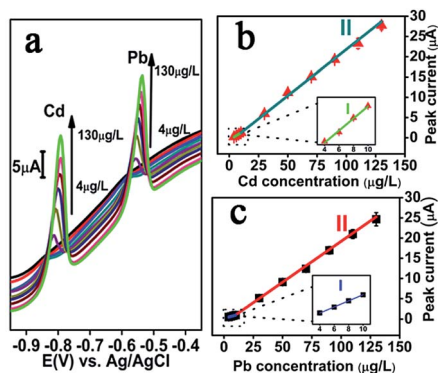 a
Cd
Pb
130μg/L
4μg/L
130μg/L
4μg/L
5μA
-0.9 -0.8 -0.7 -0.6 -0.5 -0.4
E(V) vs. Ag/AgCl
b
II
I
4 6 8 10
30
25
20
15
10
5
0
Peak current (μA)
0 25 50 75 100 125 150
Cd concentration (μg/L)
c
II
I
4 6 8 10
30
25
20
15
10
5
0
-5
Peak current (μA)
0 25 50 75 100 125 150
Pb concentration (μg/L)